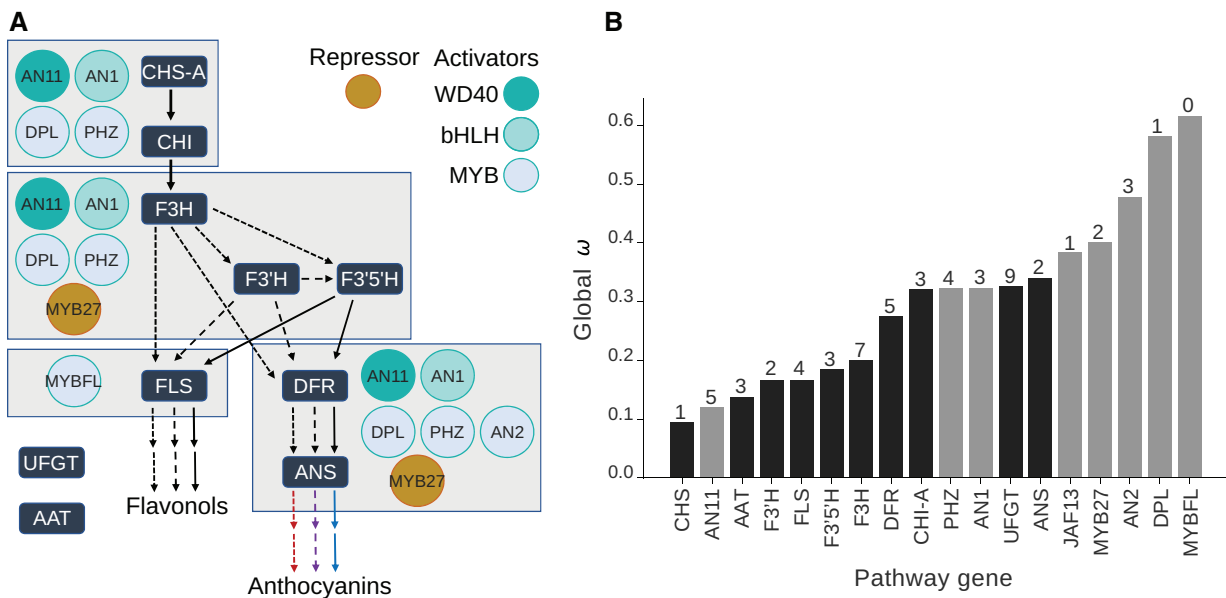 A
Repressor
Activators
WD40
bHLH
MYB
AN11
AN1
CHS-A
DPL
PHZ
CHI
AN11
AN1
F3H
DPL
PHZ
MYB27
F3'H
F3'5'H
MYBFL
FLS
DFR
AN11
AN1
DPL
PHZ
AN2
ANS
MYB27
UFGT
AAT
Flavonols
Anthocyanins
B
Global ω
0.6
0.5
0.4
0.3
0.2
0.1
0.0
1
5
3
2
4
3
7
5
3
4
3
9
2
1
2
3
1
0
CHS
AN11
AAT
F3'H
FLS
F3'5'H
F3H
DFR
CHI-A
PHZ
AN1
UFGT
ANS
JAF13
MYB27
AN2
DPL
MYBFL
Pathway gene